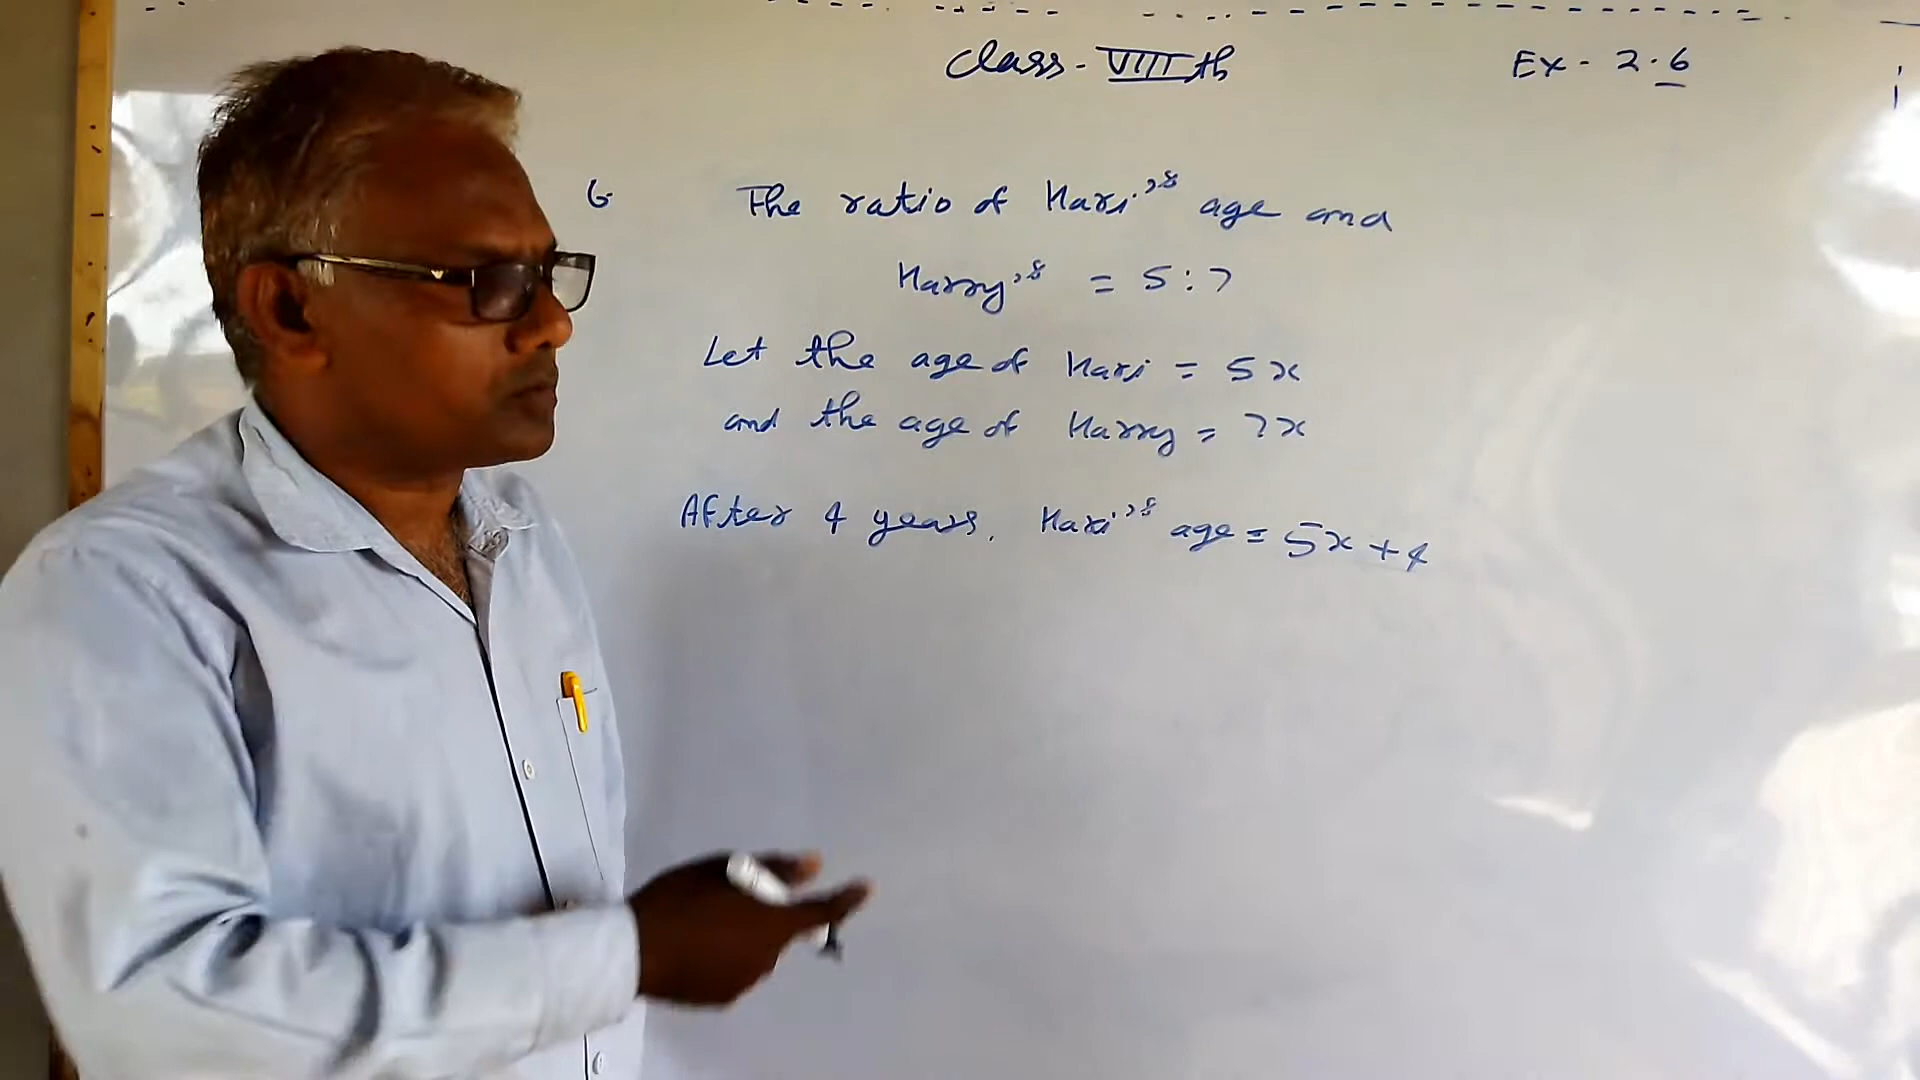 Class - VIIIth
Ex - 2.6
6 The ratio of Hari's age and
Harry's = 5:7
Let the age of Hari = 5x
and the age of Harry = 7x
After 4 years, Hari's age = 5x + 4